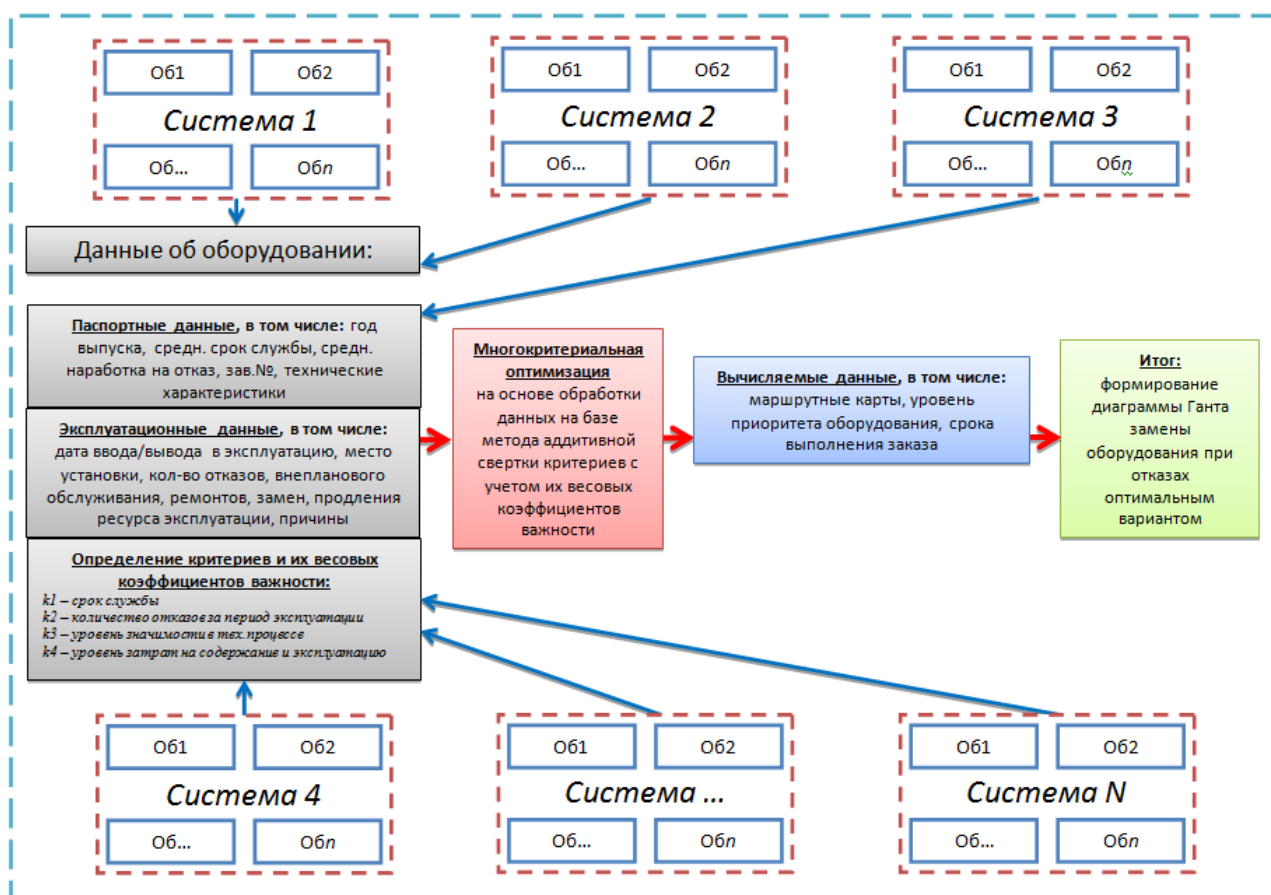 Об1 Об2
Система 1
Об... Обn
Об1 Об2
Система 2
Об... Обn
Об1 Об2
Система 3
Об... Обn
Данные об оборудовании:
Паспортные данные, в том числе: год
выпуска, средн. срок службы, средн.
наработка на отказ, зав.№, технические
характеристики
Эксплуатационные данные, в том числе:
дата ввода/вывода в эксплуатацию, место
установки, кол-во отказов, внепланового
обслуживания, ремонтов, замен, продления
ресурса эксплуатации, причины
Определение критериев и их весовых
коэффициентов важности:
k1 – срок службы
k2 – количество отказов за период эксплуатации
k3 – уровень значимости в тех.процессе
k4 – уровень затрат на содержание и эксплуатацию
Многокритериальная
оптимизация
на основе обработки
данных на базе
метода аддитивной
свертки критериев с
учетом их весовых
коэффициентов
важности
Вычисляемые данные, в том числе:
маршрутные карты, уровень
приоритета оборудования, срока
выполнения заказа
Итог:
формирование
диаграммы Ганта
замены
оборудования при
отказах
оптимальным
вариантом
Об1 Об2
Система 4
Об... Обn
Об1 Об2
Система ...
Об... Обn
Об1 Об2
Система N
Об... Обn